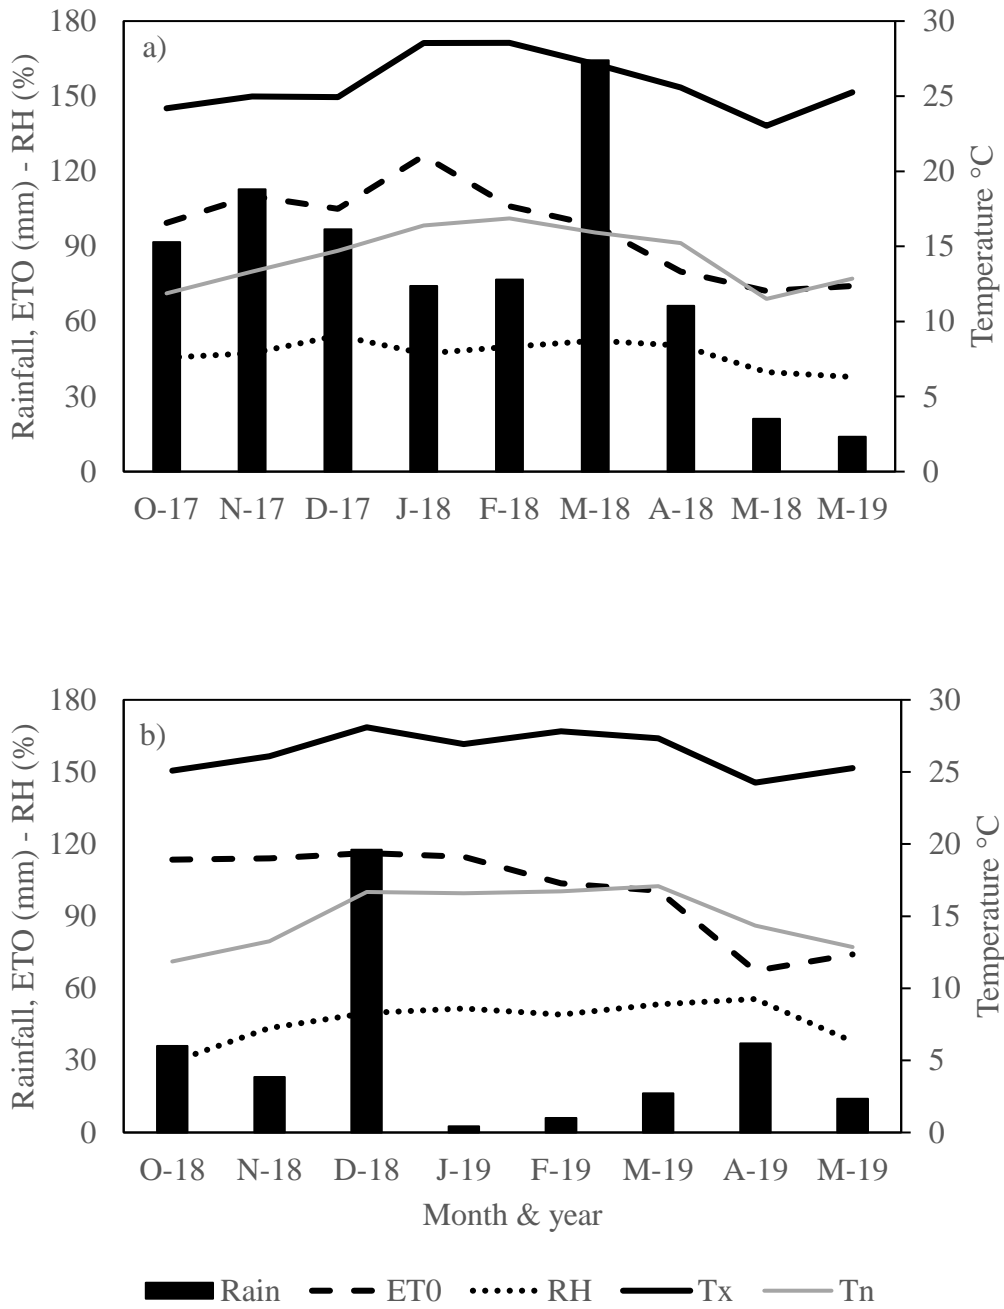 a)
Rainfall, ETO (mm) - RH (%)
180
150
120
90
60
30
0
30
25
20
15
10
5
0
Temperature °C
O-17 N-17 D-17 J-18 F-18 M-18 A-18 M-18 M-19
b)
Rainfall, ETO (mm) - RH (%)
180
150
120
90
60
30
0
30
25
20
15
10
5
0
Temperature °C
O-18 N-18 D-18 J-19 F-19 M-19 A-19 M-19
Month & year
Rain ET0 RH Tx Tn